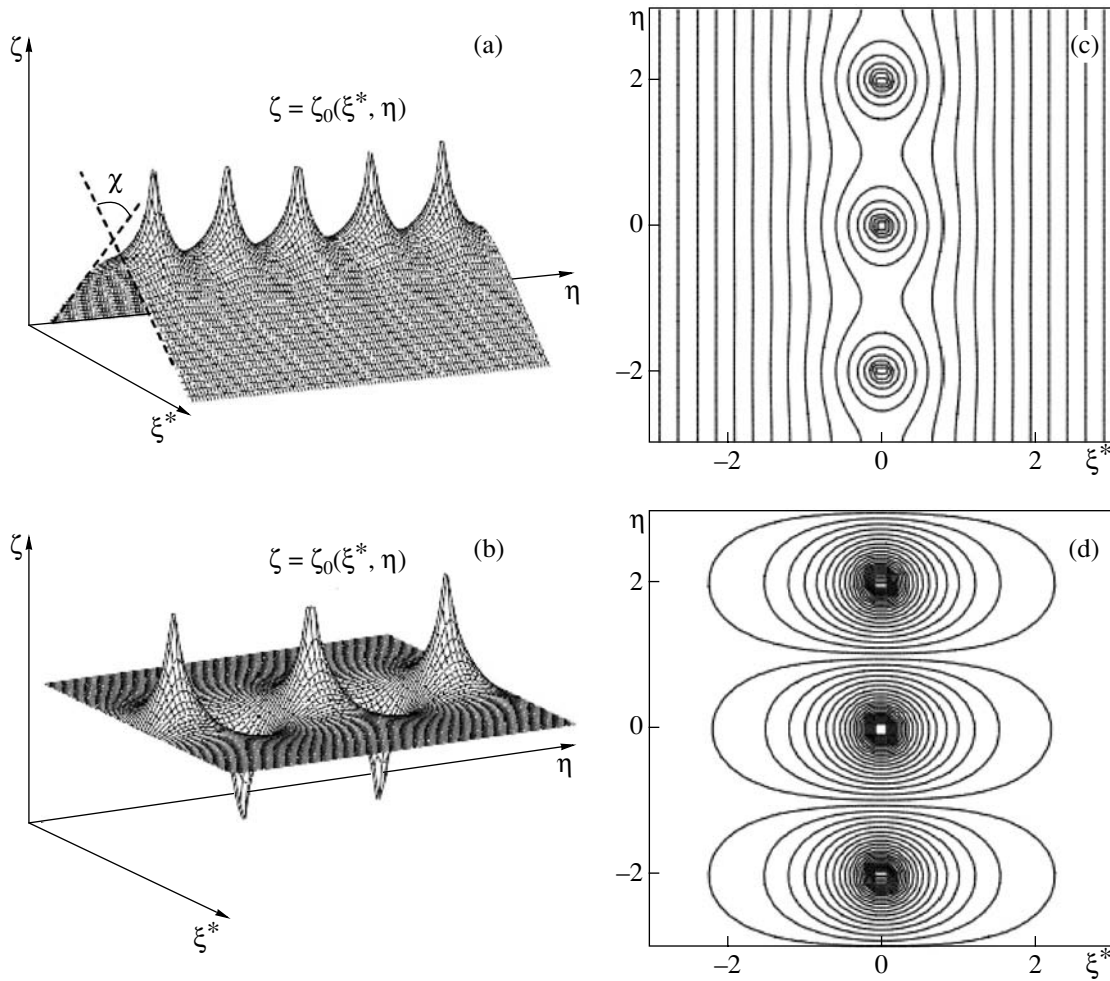 ζ
(a)
ζ = ζ₀(ξ*, η)
χ
η
ξ*
η
(c)
2
0
–2
–2
0
2
ξ*
ζ
(b)
ζ = ζ₀(ξ*, η)
η
ξ*
η
(d)
2
0
–2
–2
0
2
ξ*